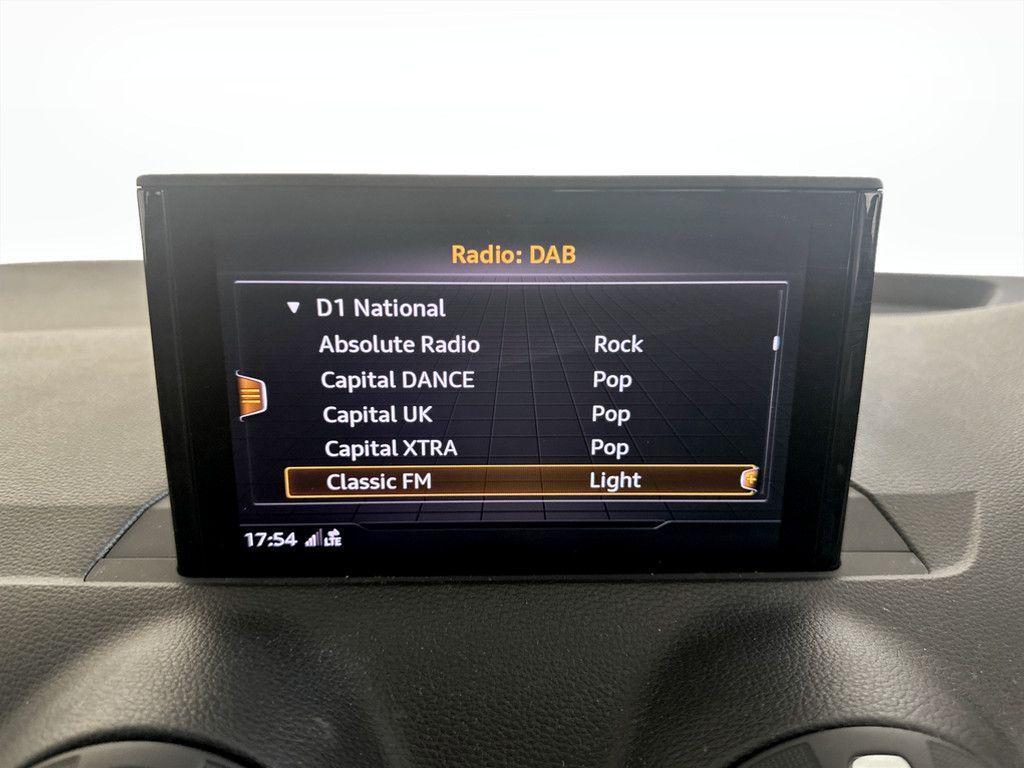 Radio: DAB
D1 National
Absolute Radio Rock
Capital DANCE Pop
Capital UK Pop
Capital XTRA Pop
Classic FM Light
17:54 LTE